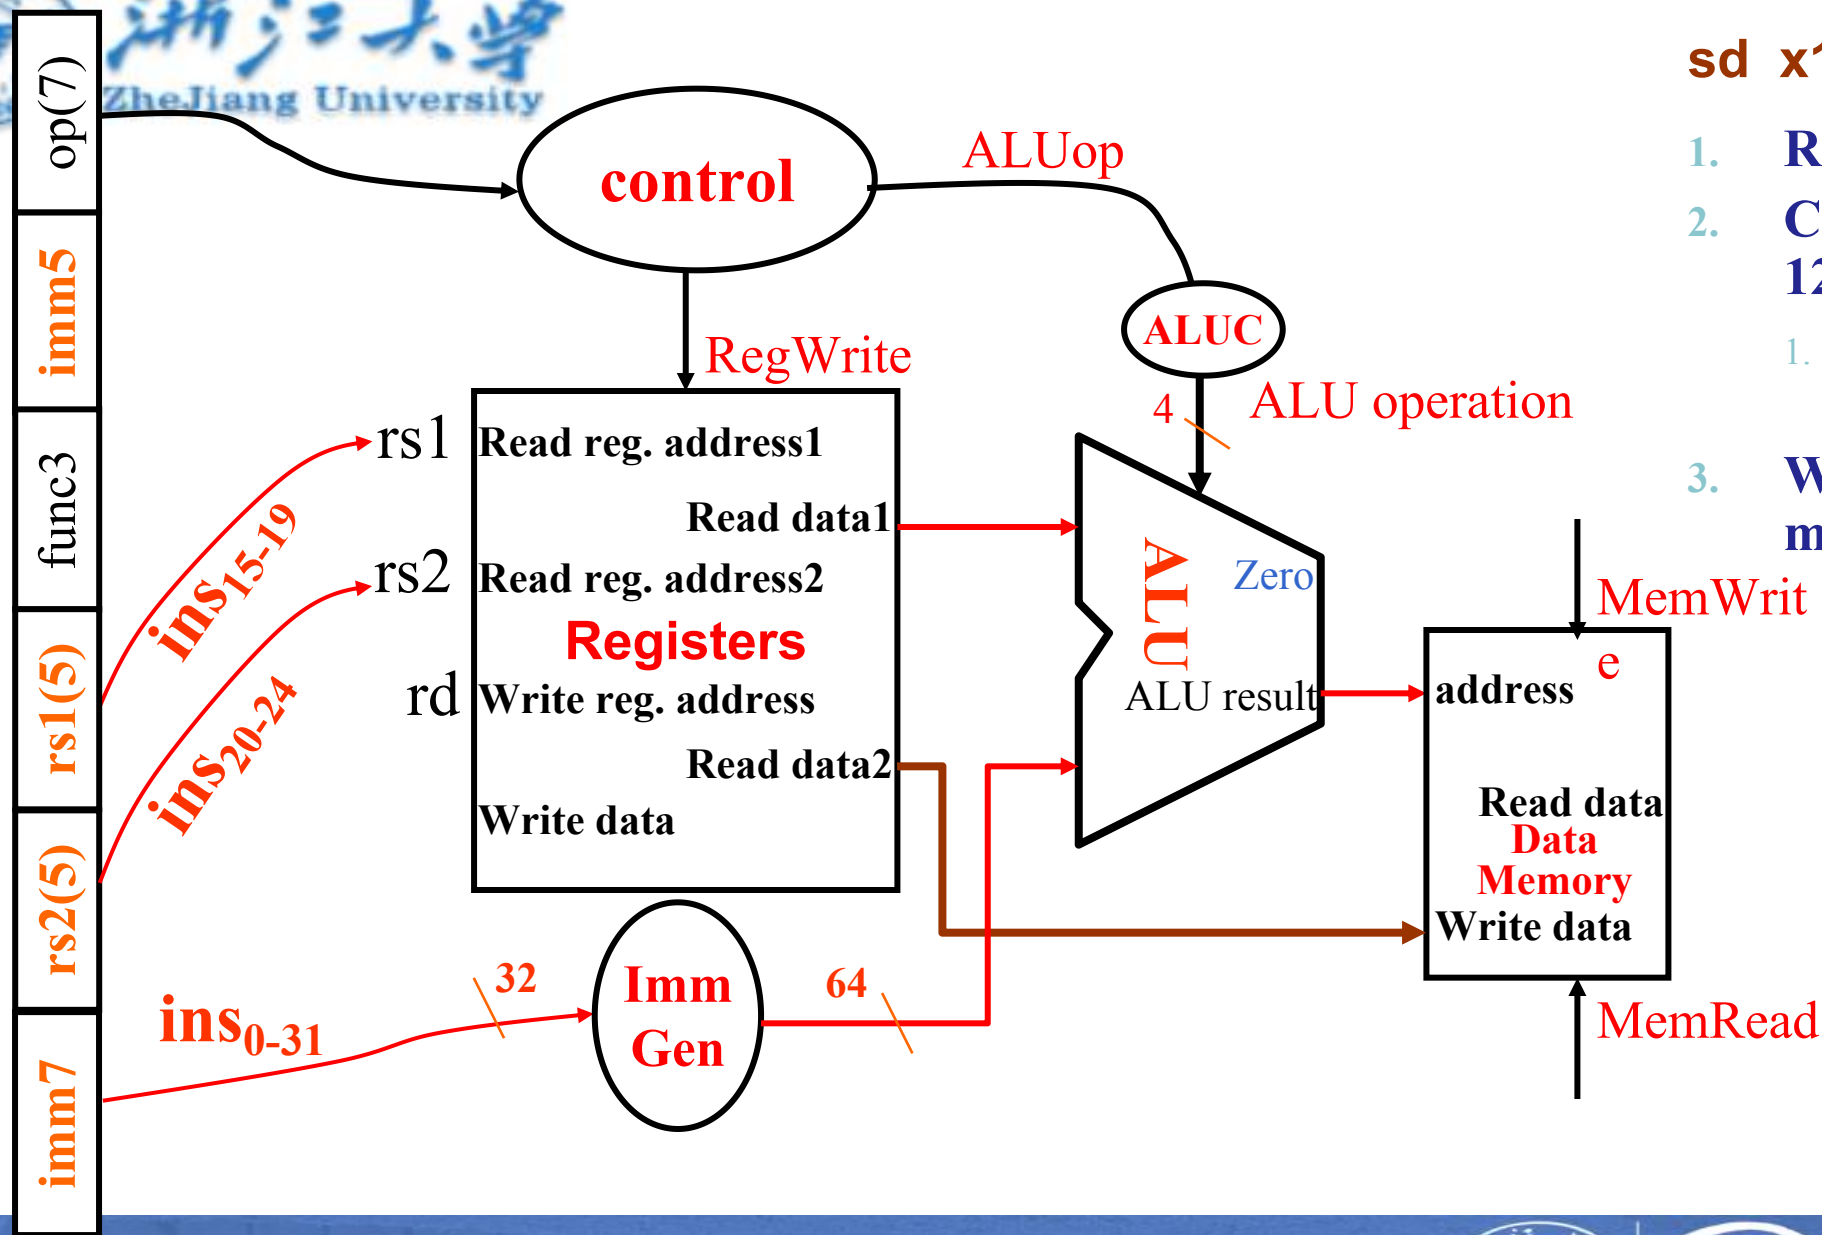 浙江大学
ZheJiang University
op(7)
imm5
func3
rs1(5)
rs2(5)
imm7
control
ALUop
RegWrite
ALUC
4
ALU operation
rs1
Read reg. address1
Read data1
ins15-19
rs2
Read reg. address2
Registers
ins20-24
rd
Write reg. address
Read data2
Write data
ALU
Zero
ALU result
MemWrit
e
address
Read data
Data
Memory
Write data
MemRead
ins0-31
32
Imm
Gen
64
sd x1
1. R
2. C
12
1.
3. W
m